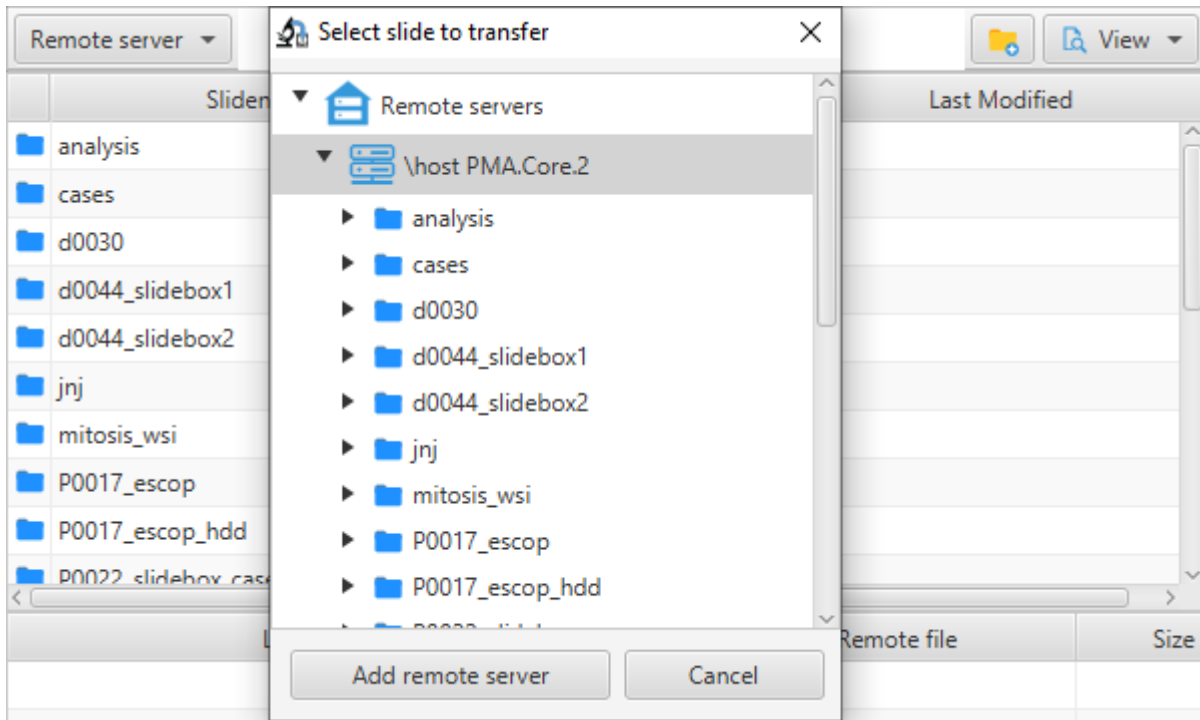 Remote server
View
Sliden
Last Modified
analysis
cases
d0030
d0044_slidebox1
d0044_slidebox2
jnj
mitosis_wsi
P0017_escop
P0017_escop_hdd
P0022_slidebox_case
Remote file
Size
Select slide to transfer
Remote servers
\host PMA.Core.2
analysis
cases
d0030
d0044_slidebox1
d0044_slidebox2
jnj
mitosis_wsi
P0017_escop
P0017_escop_hdd
Add remote server
Cancel